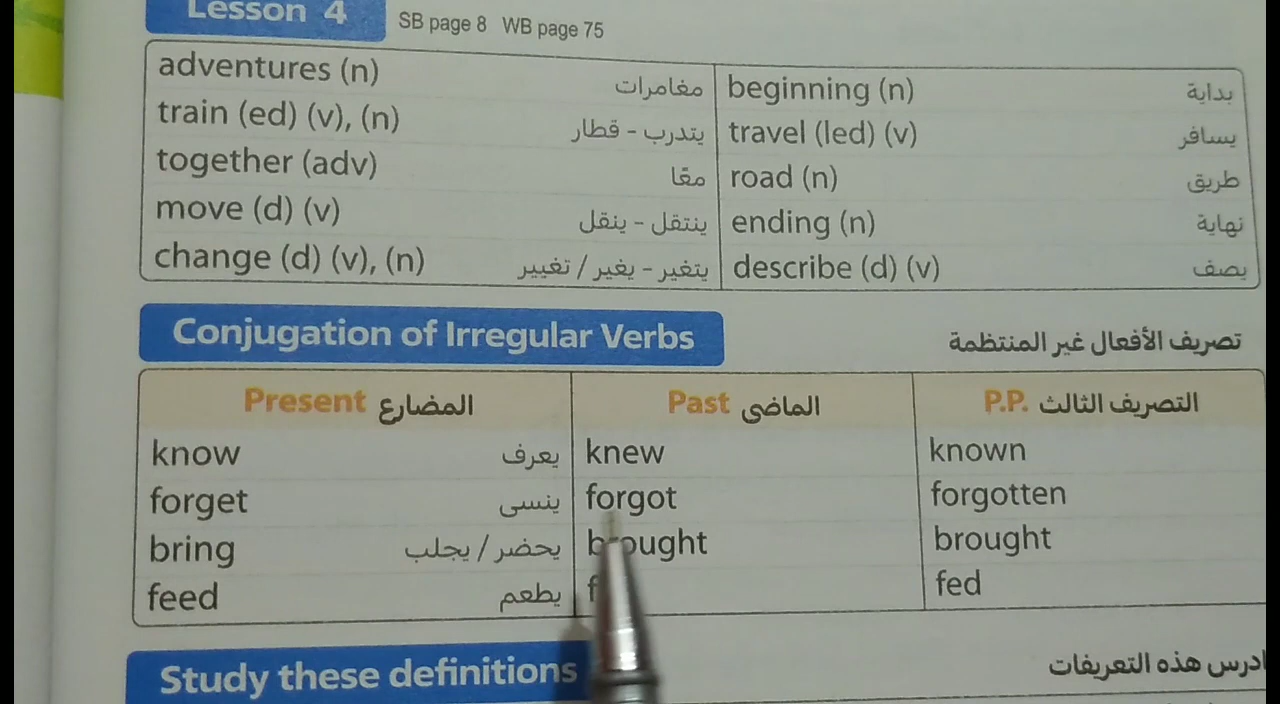 Lesson 4 SB page 8 WB page 75
adventures (n) مغامرات beginning (n) بداية
train (ed) (v), (n) يتدرب - قطار travel (led) (v) يسافر
together (adv) معًا road (n) طريق
move (d) (v) ينتقل - ينقل ending (n) نهاية
change (d) (v), (n) يتغير - يغير / تغيير describe (d) (v) يصف
Conjugation of Irregular Verbs تصريف الأفعال غير المنتظمة
Present المضارع Past الماضى P.P. التصريف الثالث
know يعرف knew known
forget ينسى forgot forgotten
bring يحضر / يجلب brought brought
feed يطعم fed
Study these definitions ادرس هذه التعريفات